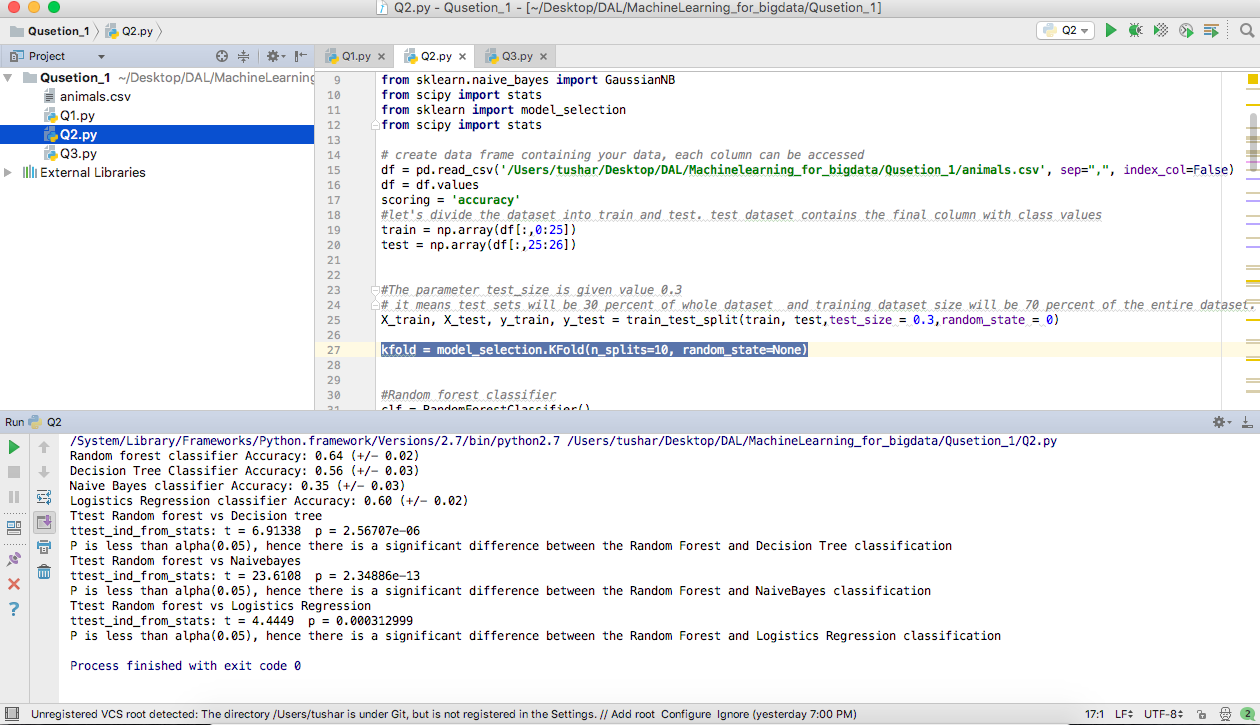 Q2.py - Qusetion_1 - [~/Desktop/DAL/MachineLearning_for_bigdata/Qusetion_1]
Qusetion_1 Q2.py
Q2
Project
Q1.py × Q2.py × Q3.py ×
Qusetion_1 ~/Desktop/DAL/MachineLearning
animals.csv
Q1.py
Q2.py
Q3.py
External Libraries
9 from sklearn.naive_bayes import GaussianNB
10 from scipy import stats
11 from sklearn import model_selection
12 from scipy import stats
13
14 # create data frame containing your data, each column can be accessed
15 df = pd.read_csv('/Users/tushar/Desktop/DAL/Machinelearning_for_bigdata/Qusetion_1/animals.csv', sep=",", index_col=False)
16 df = df.values
17 scoring = 'accuracy'
18 #let's divide the dataset into train and test. test dataset contains the final column with class values
19 train = np.array(df[:,0:25])
20 test = np.array(df[:,25:26])
21
22
23 #The parameter test_size is given value 0.3
24 # it means test sets will be 30 percent of whole dataset  and training dataset size will be 70 percent of the entire dataset.
25 X_train, X_test, y_train, y_test = train_test_split(train, test,test_size = 0.3,random_state = 0)
26
27 kfold = model_selection.KFold(n_splits=10, random_state=None)
28
29
30 #Random forest classifier
31 clf = RandomForestClassifier()
Run Q2
/System/Library/Frameworks/Python.framework/Versions/2.7/bin/python2.7 /Users/tushar/Desktop/DAL/MachineLearning_for_bigdata/Qusetion_1/Q2.py
Random forest classifier Accuracy: 0.64 (+/- 0.02)
Decision Tree Classifier Accuracy: 0.56 (+/- 0.03)
Naive Bayes classifier Accuracy: 0.35 (+/- 0.03)
Logistics Regression classifier Accuracy: 0.60 (+/- 0.02)
Ttest Random forest vs Decision tree
ttest_ind_from_stats: t = 6.91338  p = 2.56707e-06
P is less than alpha(0.05), hence there is a significant difference between the Random Forest and Decision Tree classification
Ttest Random forest vs Naivebayes
ttest_ind_from_stats: t = 23.6108  p = 2.34886e-13
P is less than alpha(0.05), hence there is a significant difference between the Random Forest and NaiveBayes classification
Ttest Random forest vs Logistics Regression
ttest_ind_from_stats: t = 4.4449  p = 0.000312999
P is less than alpha(0.05), hence there is a significant difference between the Random Forest and Logistics Regression classification
Process finished with exit code 0
Unregistered VCS root detected: The directory /Users/tushar is under Git, but is not registered in the Settings. // Add root  Configure  Ignore (yesterday 7:00 PM)
17:1 LF÷ UTF-8÷ 2